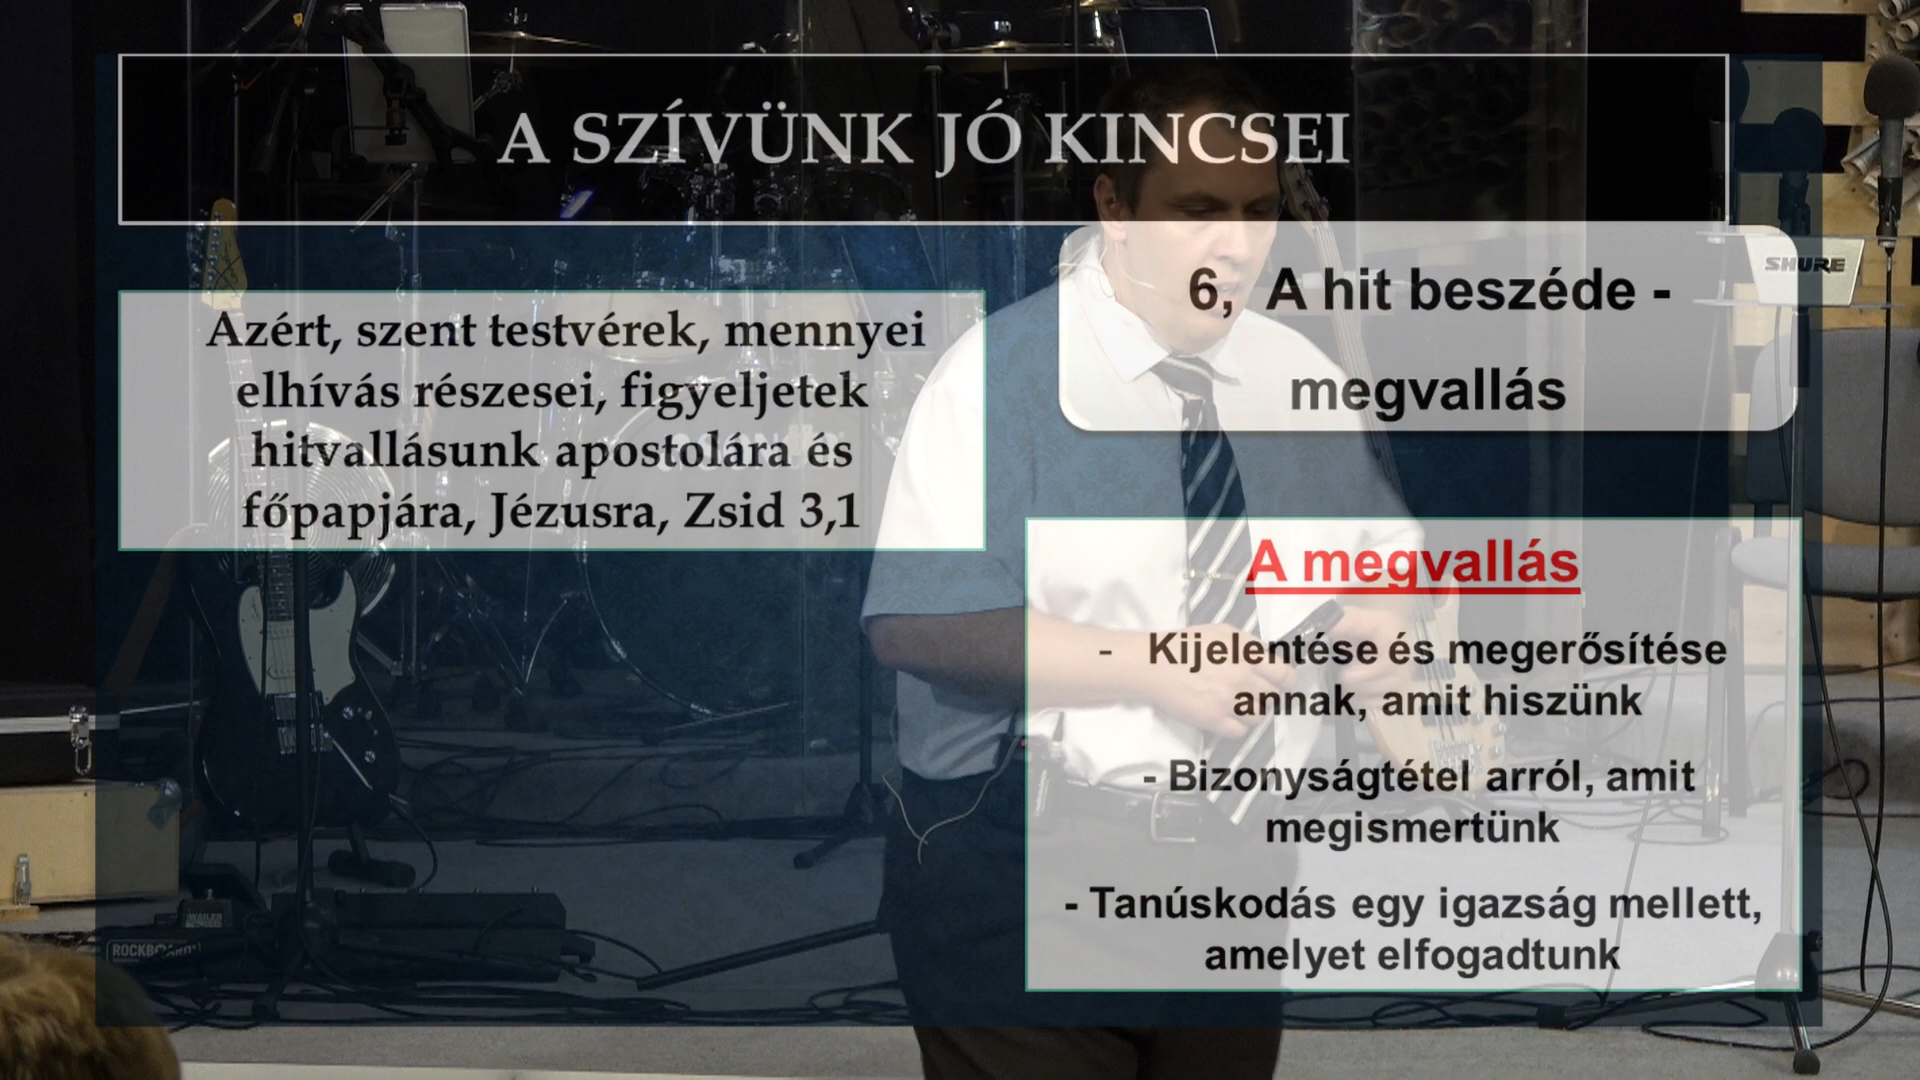 A SZÍVÜNK JÓ KINCSEI
Azért, szent testvérek, mennyei
elhívás részesei, figyeljetek
hitvallásunk apostolára és
főpapjára, Jézusra, Zsid 3,1
6, A hit beszéde -
megvallás
A megvallás
- Kijelentése és megerősítése
annak, amit hiszünk
- Bizonyságtétel arról, amit
megismertünk
- Tanúskodás egy igazság mellett,
amelyet elfogadtunk
SHURE
WAILER
ROCKBOARD